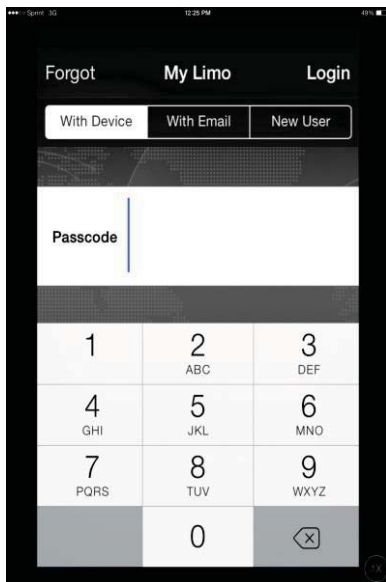 Sprint 3G 12:25 PM 49%
Forgot My Limo Login
With Device With Email New User
Passcode
1 2 3
ABC DEF
4 5 6
GHI JKL MNO
7 8 9
PQRS TUV WXYZ
0
1X